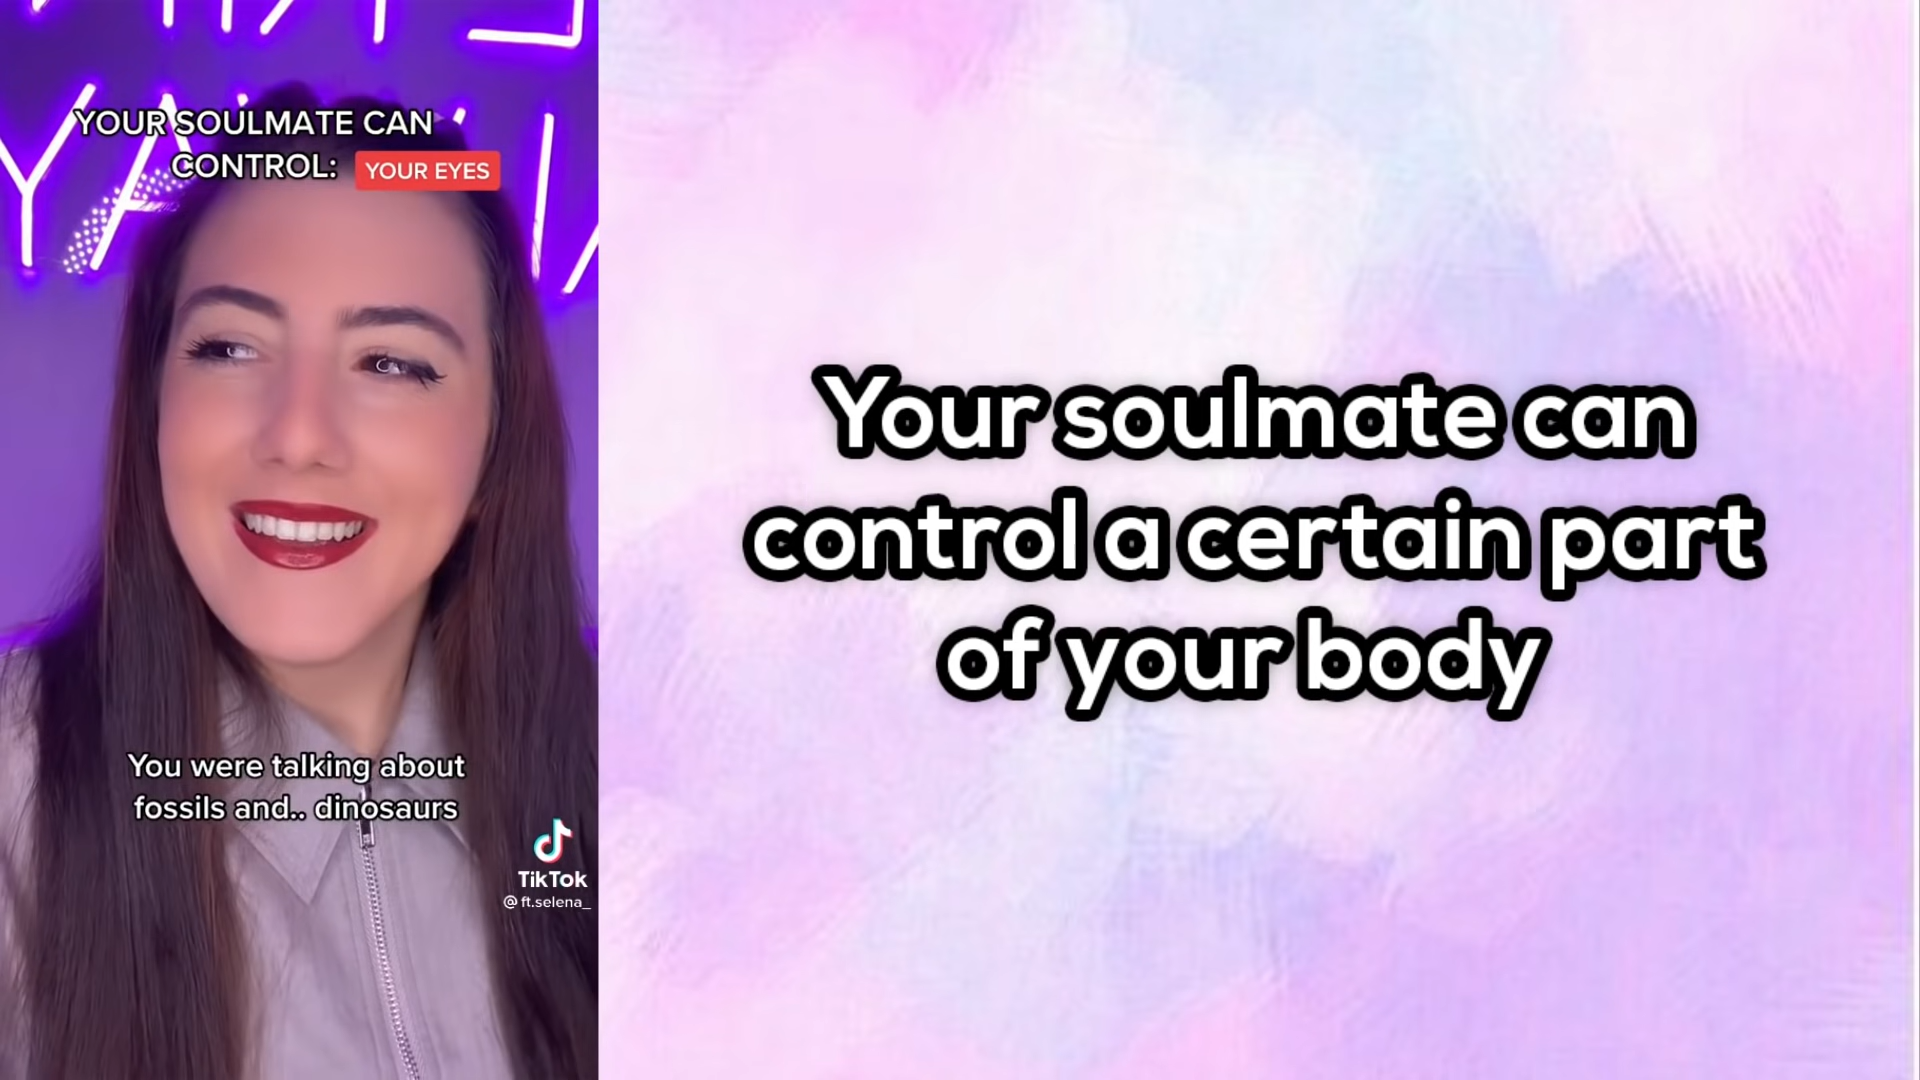 YOUR SOULMATE CAN
CONTROL: YOUR EYES
You were talking about
fossils and.. dinosaurs
TikTok
@ft.selena_
Your soulmate can
control a certain part
of your body